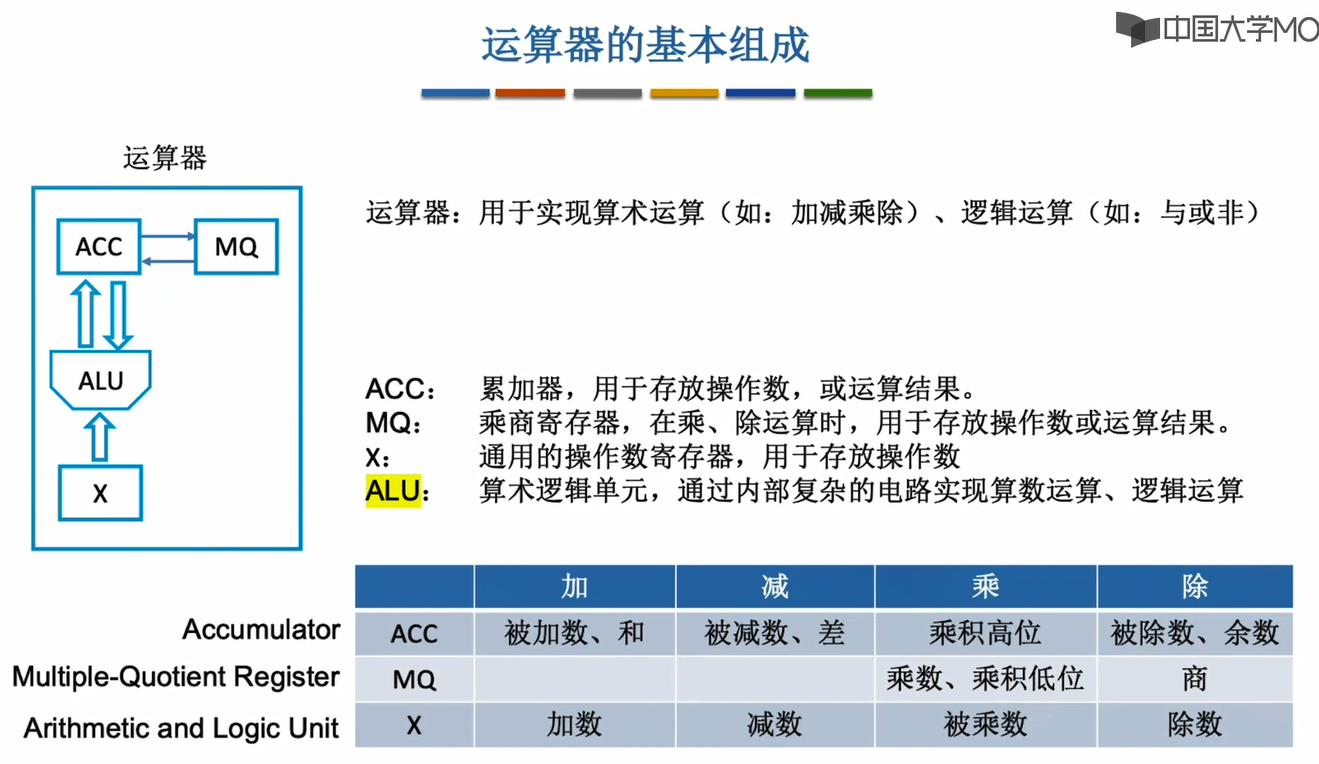 运算器的基本组成
中国大学MO
运算器
ACC
MQ
ALU
X
运算器：用于实现算术运算（如：加减乘除）、逻辑运算（如：与或非）
ACC： 累加器，用于存放操作数，或运算结果。
MQ： 乘商寄存器，在乘、除运算时，用于存放操作数或运算结果。
X： 通用的操作数寄存器，用于存放操作数
ALU： 算术逻辑单元，通过内部复杂的电路实现算数运算、逻辑运算
加 减 乘 除
Accumulator ACC 被加数、和 被减数、差 乘积高位 被除数、余数
Multiple-Quotient Register MQ 乘数、乘积低位 商
Arithmetic and Logic Unit X 加数 减数 被乘数 除数